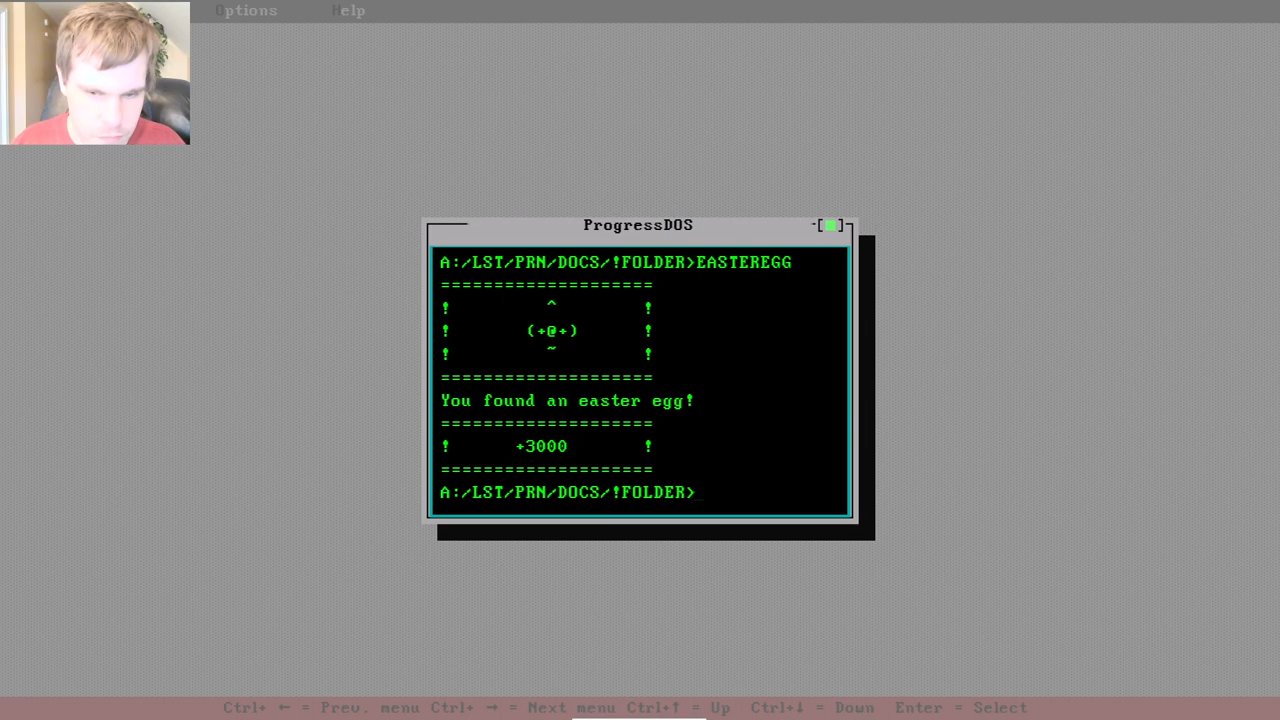 Options Help
ProgressDOS
A:/LST/PRN/DOCS/!FOLDER>EASTEREGG
====================
! ^ !
! (+@+) !
! ~ !
====================
You found an easter egg!
====================
! +3000 !
====================
A:/LST/PRN/DOCS/!FOLDER>
Ctrl+ ← = Prev. menu Ctrl+ → = Next menu Ctrl+↑ = Up Ctrl+↓ = Down Enter = Select